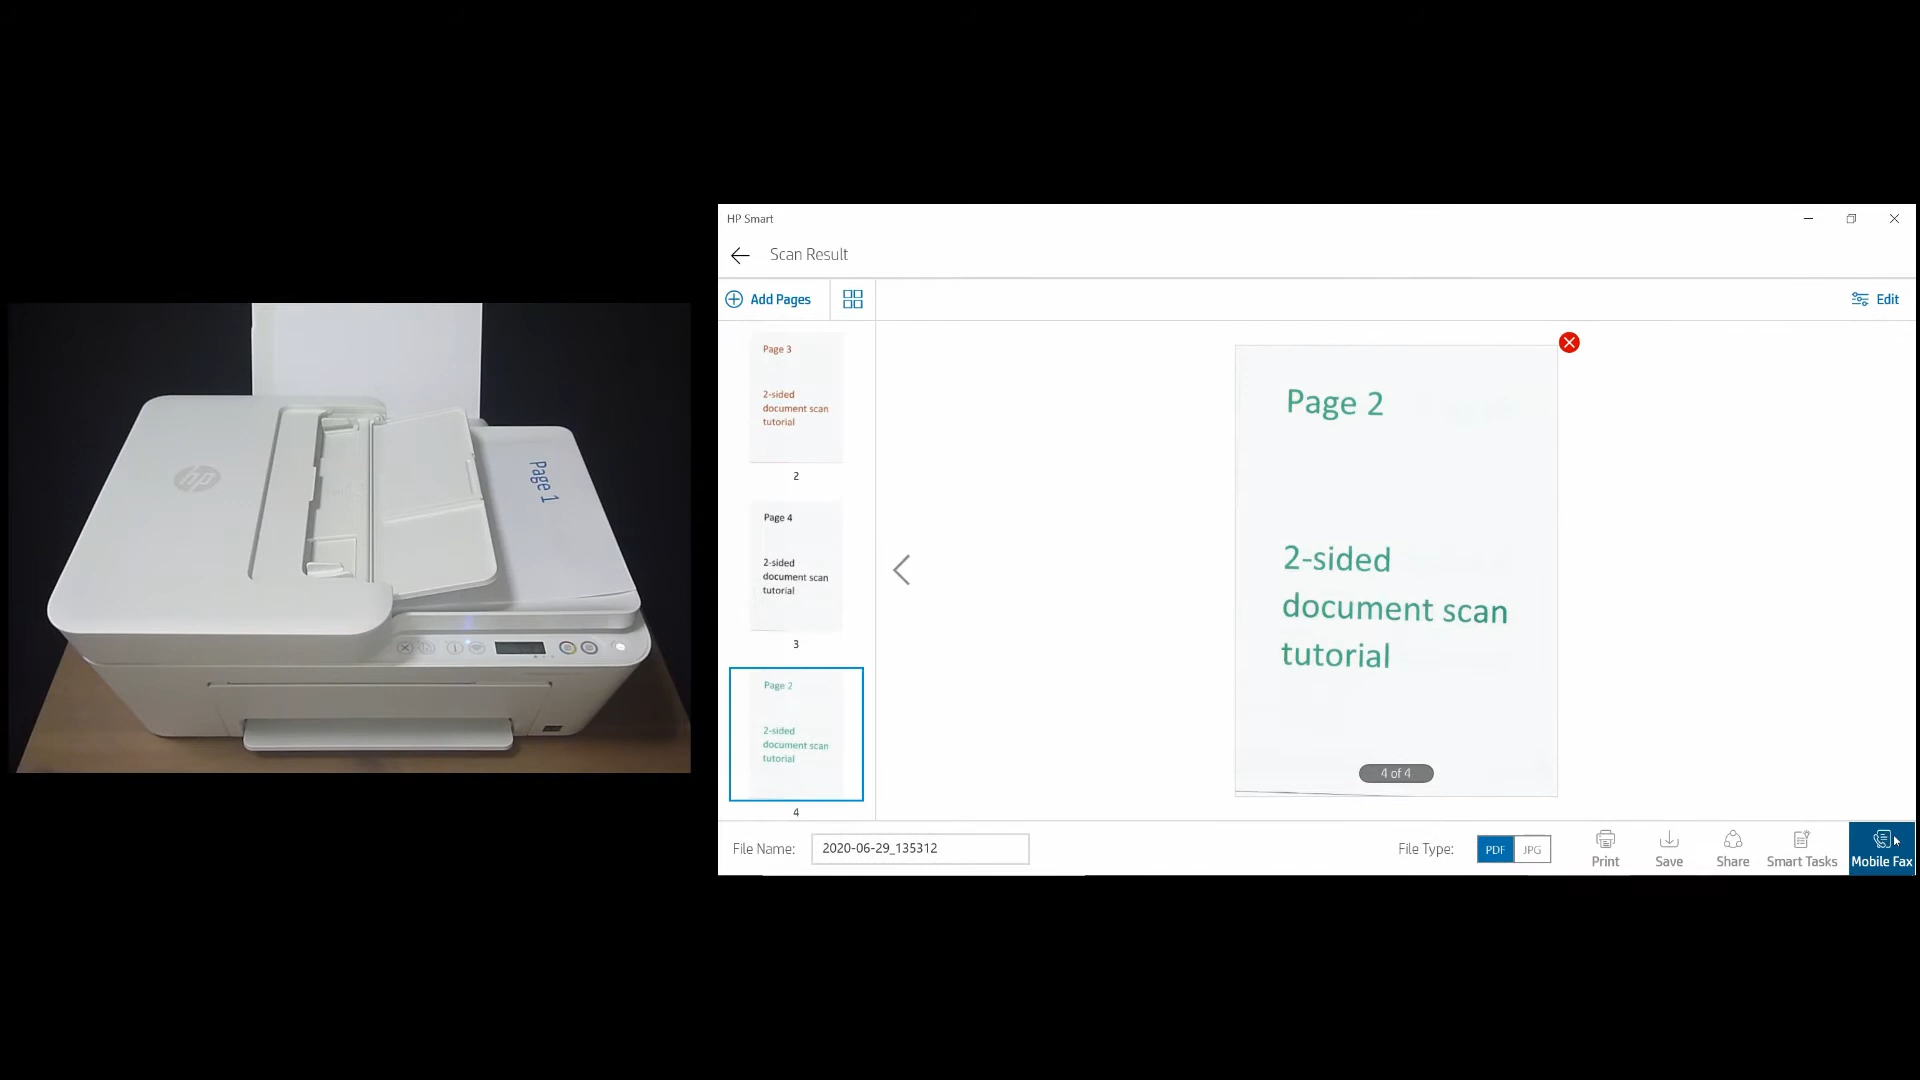 hp
Page 1
HP Smart
Scan Result
Add Pages
Edit
Page 3
2-sided
document scan
tutorial
2
Page 4
2-sided
document scan
tutorial
3
Page 2
2-sided
document scan
tutorial
4
Page 2
2-sided
document scan
tutorial
4 of 4
File Name:
2020-06-29_135312
File Type:
PDF
JPG
Print
Save
Share
Smart Tasks
Mobile Fax